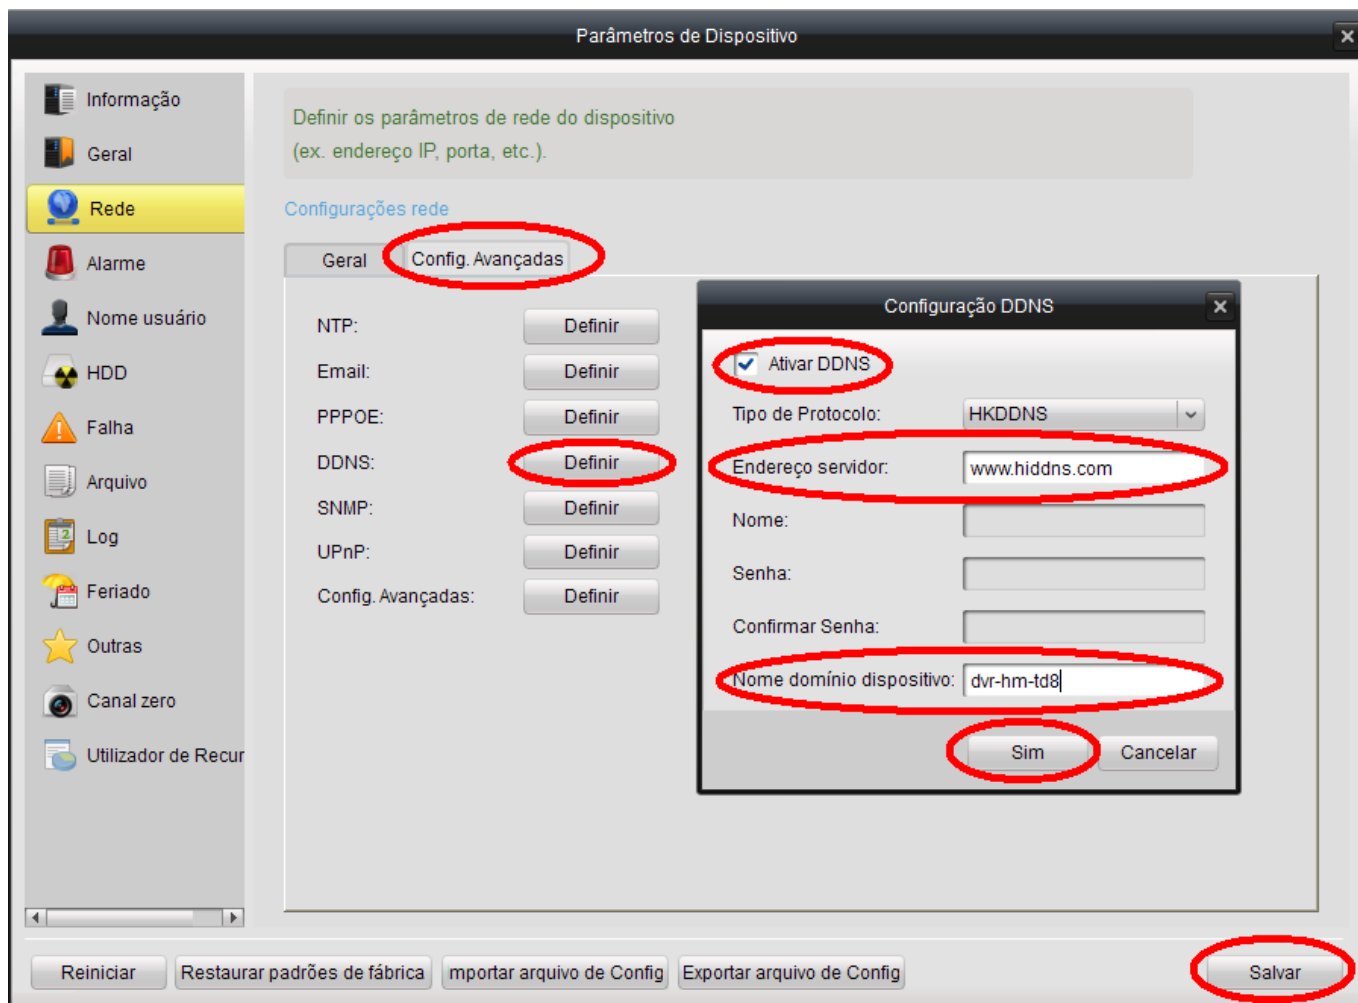 Parâmetros de Dispositivo
Informação
Geral
Rede
Alarme
Nome usuário
HDD
Falha
Arquivo
Log
Feriado
Outras
Canal zero
Utilizador de Recur
Definir os parâmetros de rede do dispositivo
(ex. endereço IP, porta, etc.).
Configurações rede
Geral
Config. Avançadas
NTP: Definir
Email: Definir
PPPOE: Definir
DDNS: Definir
SNMP: Definir
UPnP: Definir
Config. Avançadas: Definir
Configuração DDNS
Ativar DDNS
Tipo de Protocolo: HKDDNS
Endereço servidor: www.hiddns.com
Nome:
Senha:
Confirmar Senha:
Nome domínio dispositivo: dvr-hm-td8
Sim Cancelar
Reiniciar Restaurar padrões de fábrica mportar arquivo de Config Exportar arquivo de Config Salvar